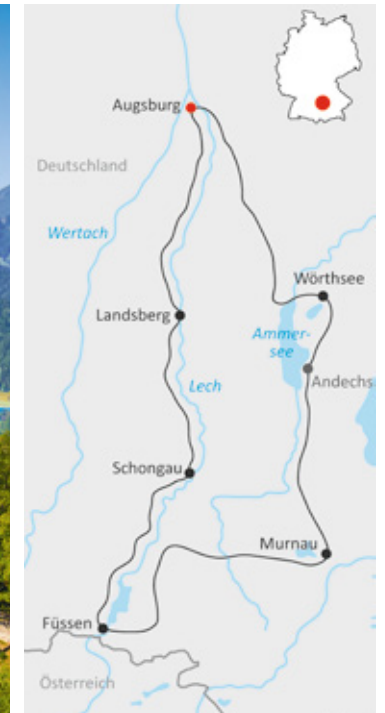 Augsburg
Deutschland
Wertach
Wörthsee
Landsberg
Ammer-
see
Andechs
Lech
Schongau
Murnau
Füssen
Österreich